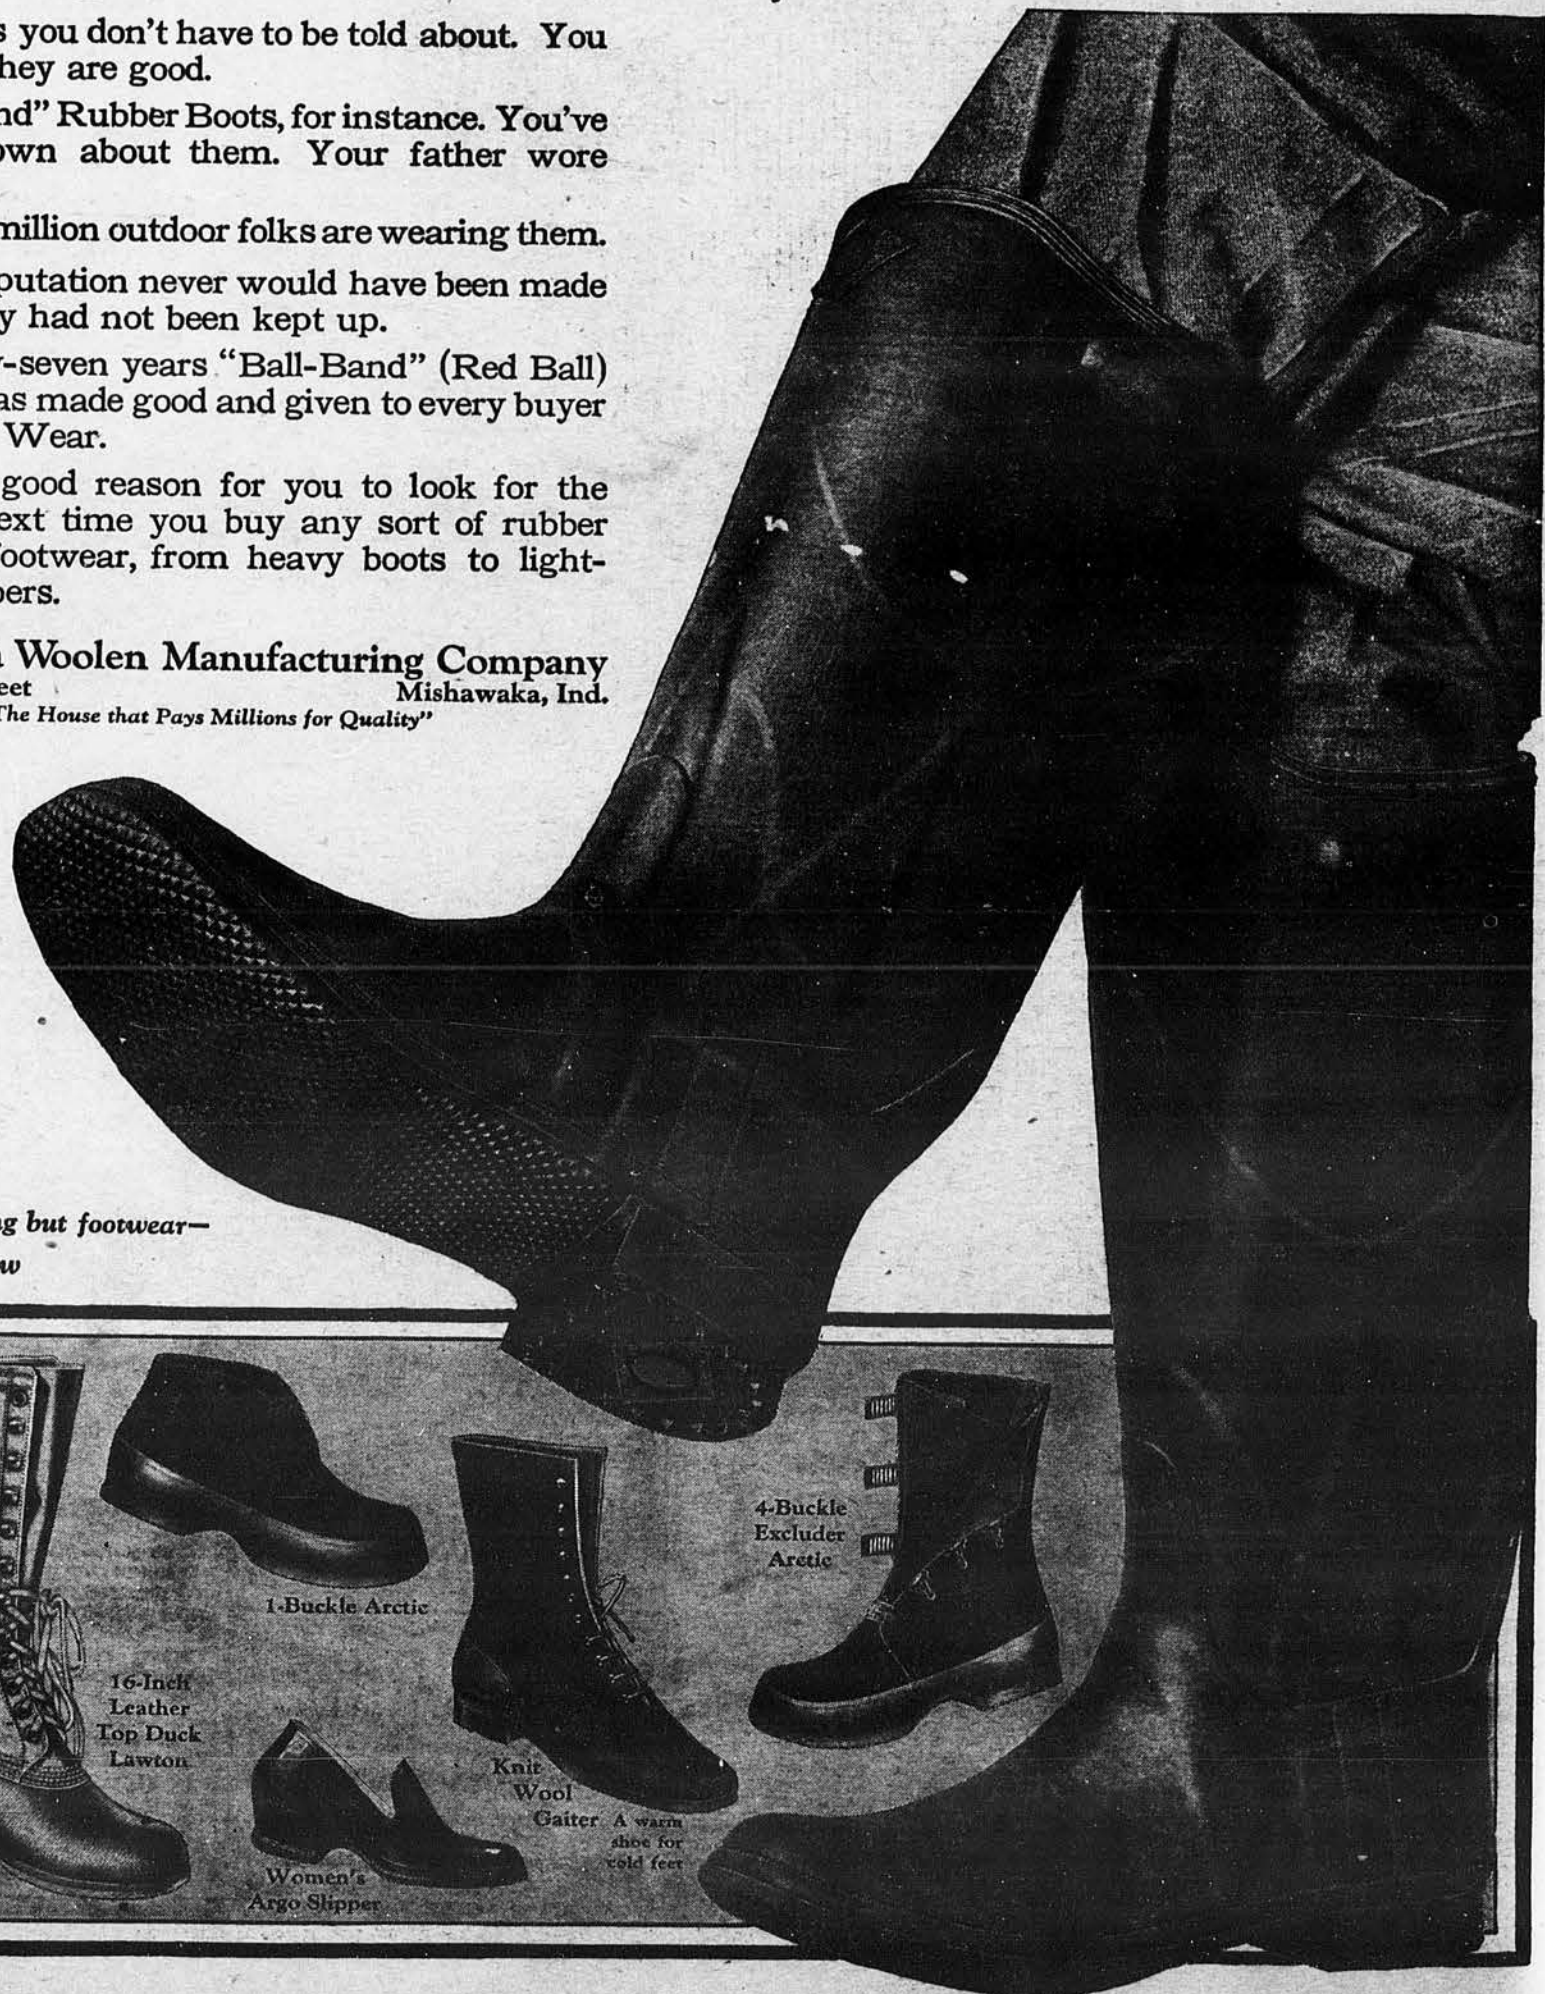 s you don't have to be told about. You
hey are good.
nd" Rubber Boots, for instance. You've
own about them. Your father wore
million outdoor folks are wearing them.
putation never would have been made
y had not been kept up.
y-seven years "Ball-Band" (Red Ball)
as made good and given to every buyer
Wear.
good reason for you to look for the
ext time you buy any sort of rubber
footwear, from heavy boots to light-
bers.
a Woolen Manufacturing Company
eet Mishawaka, Ind.
The House that Pays Millions for Quality"
ng but footwear—
ow
4-Buckle
Excluder
Arctic
1-Buckle Arctic
16-Inch
Leather
Top Duck
Lawton
Knit
Wool
Gaiter A warm
shoe for
cold feet
Women's
Argo Slipper